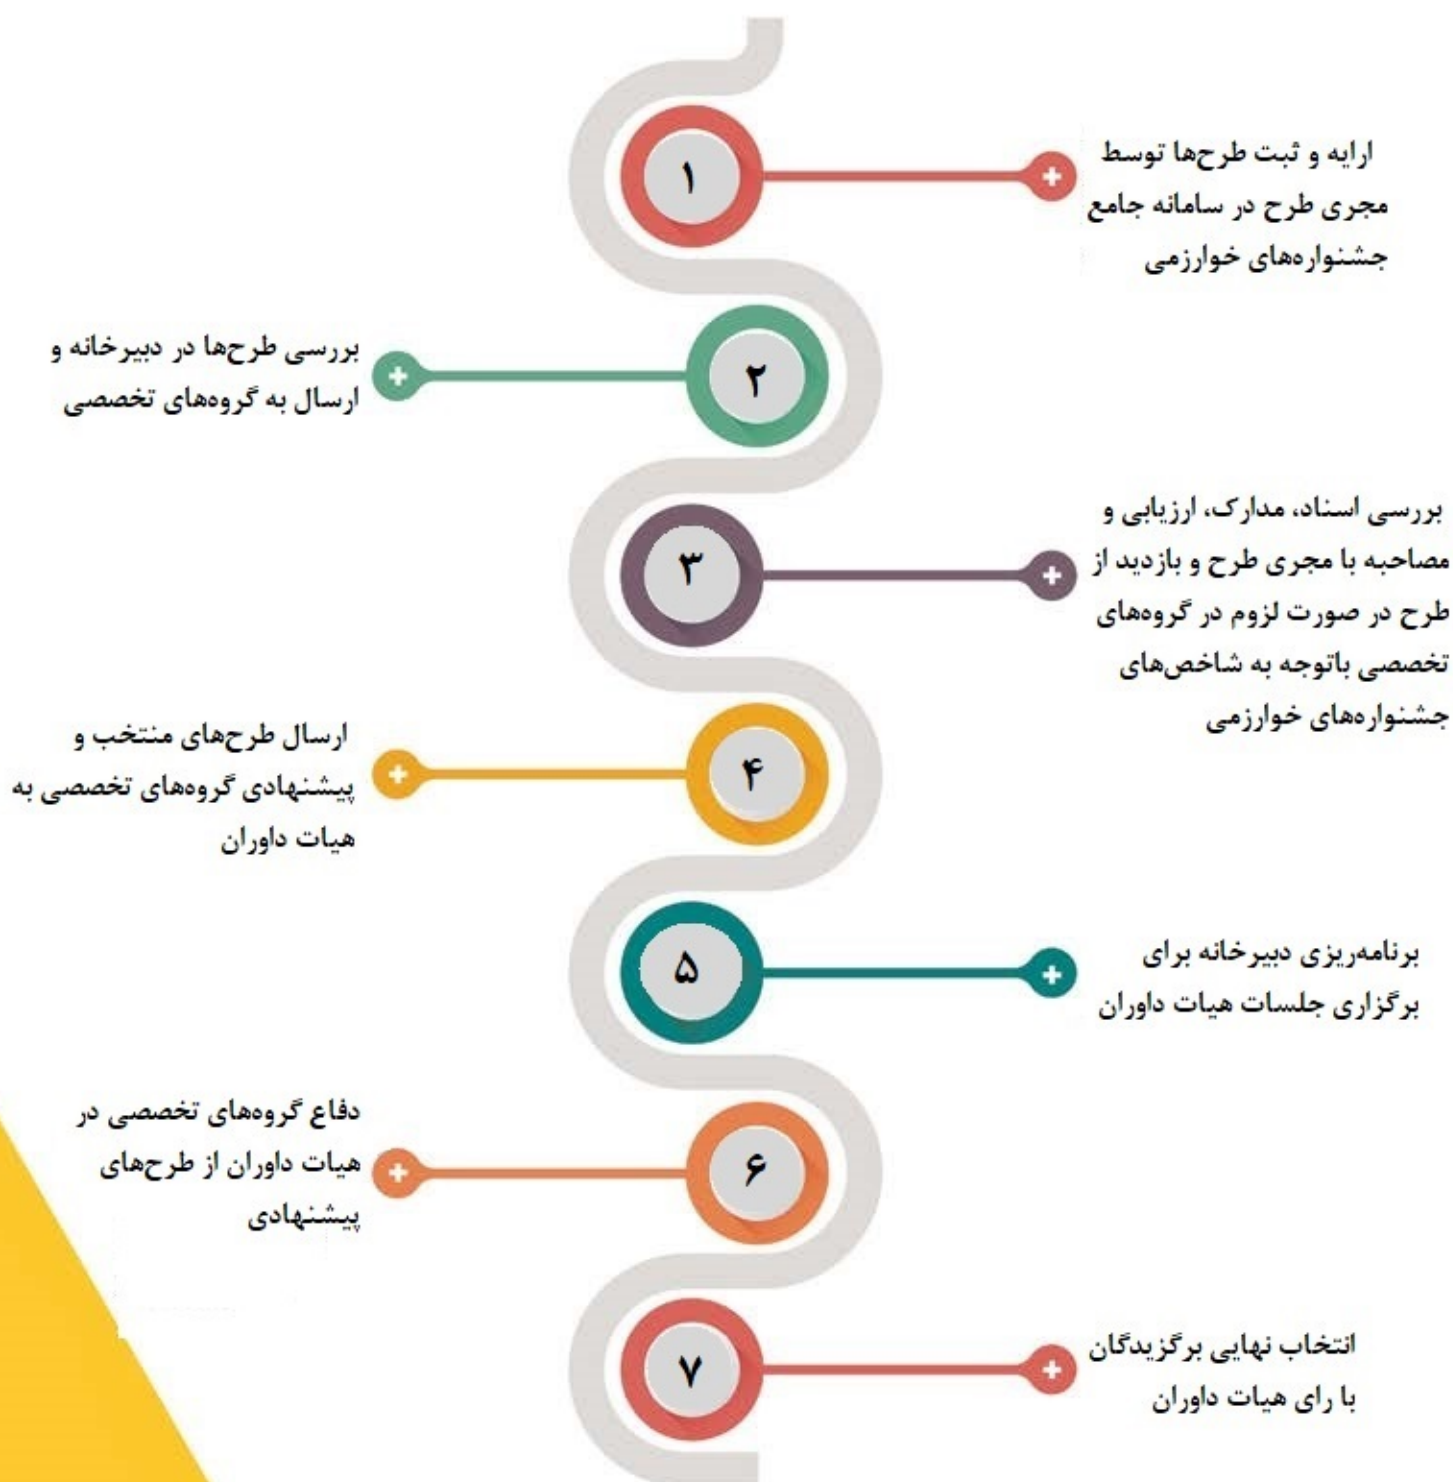 ۱
ارایه و ثبت طرح‌ها توسط
مجری طرح در سامانه جامع
جشنواره‌های خوارزمی
۲
بررسی طرح‌ها در دبیرخانه و
ارسال به گروه‌های تخصصی
۳
بررسی اسناد، مدارک، ارزیابی و
مصاحبه با مجری طرح و بازدید از
طرح در صورت لزوم در گروه‌های
تخصصی باتوجه به شاخص‌های
جشنواره‌های خوارزمی
۴
ارسال طرح‌های منتخب و
پیشنهادی گروه‌های تخصصی به
هیات داوران
۵
برنامه‌ریزی دبیرخانه برای
برگزاری جلسات هیات داوران
۶
دفاع گروه‌های تخصصی در
هیات داوران از طرح‌های
پیشنهادی
۷
انتخاب نهایی برگزیدگان
با رای هیات داوران